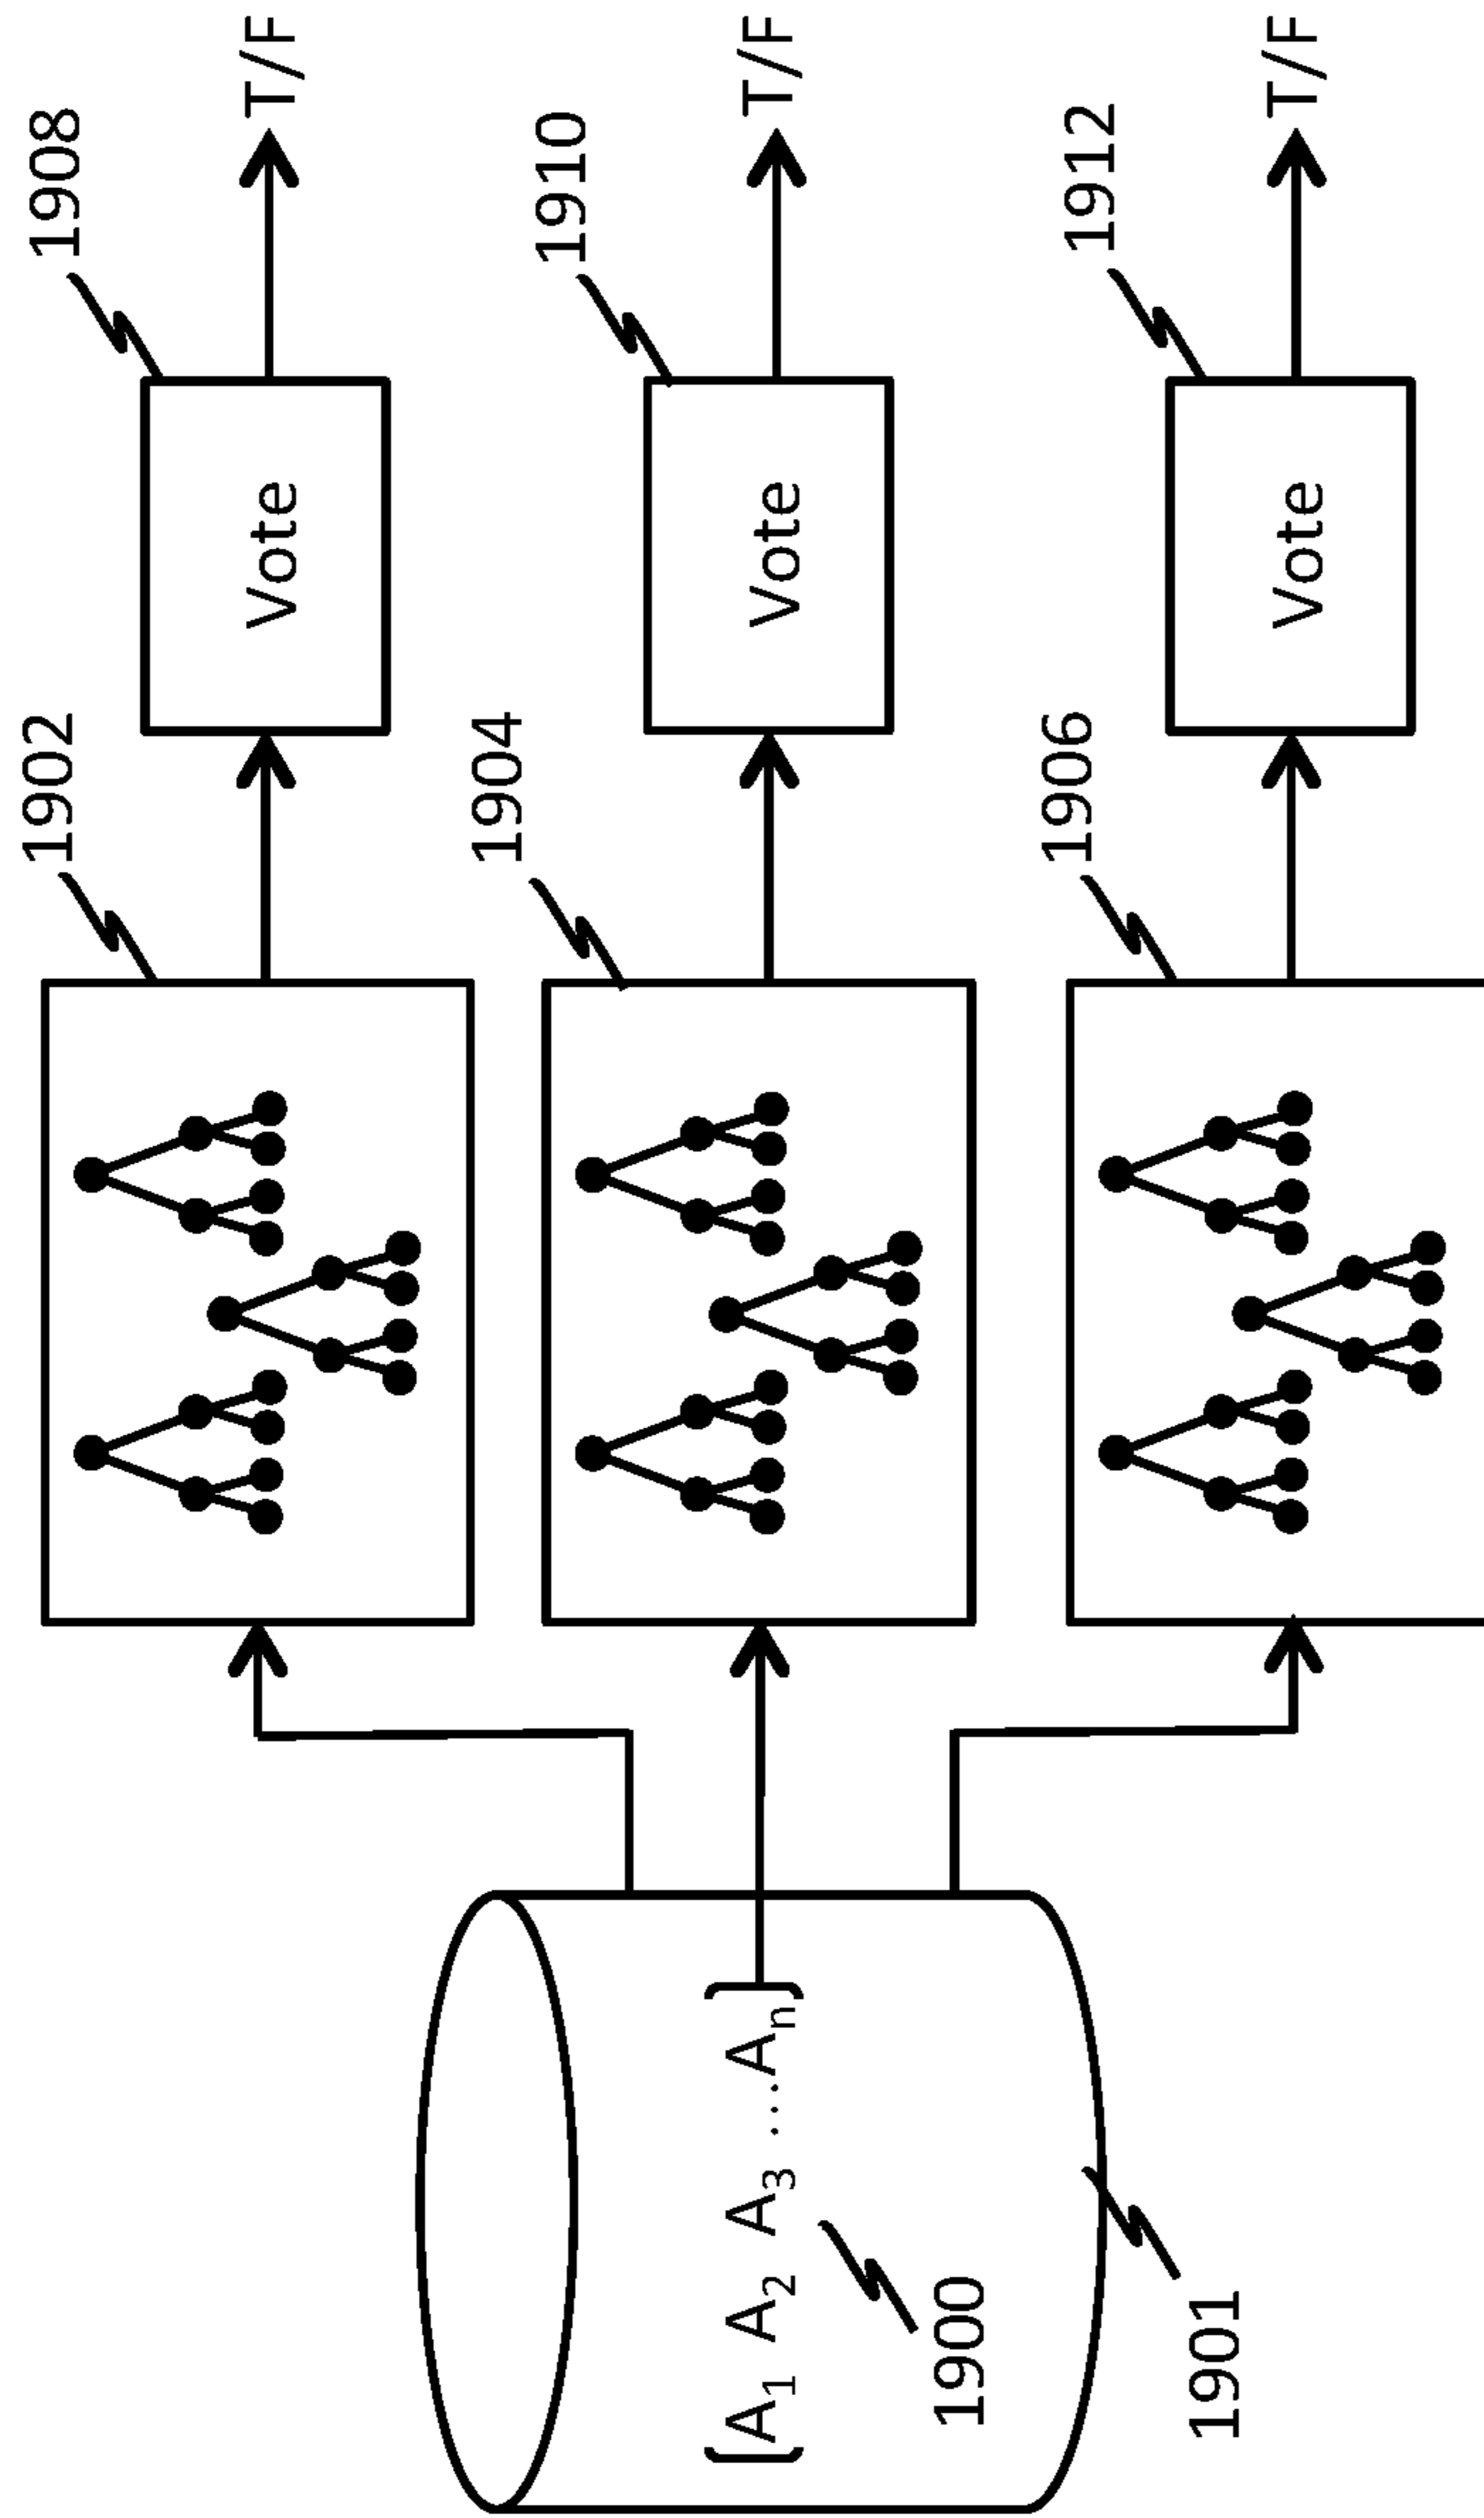 1902
1908
Vote
T/F
1904
1910
Vote
T/F
[A1 A2 A3 ...An]
1900
1906
1912
Vote
T/F
1901